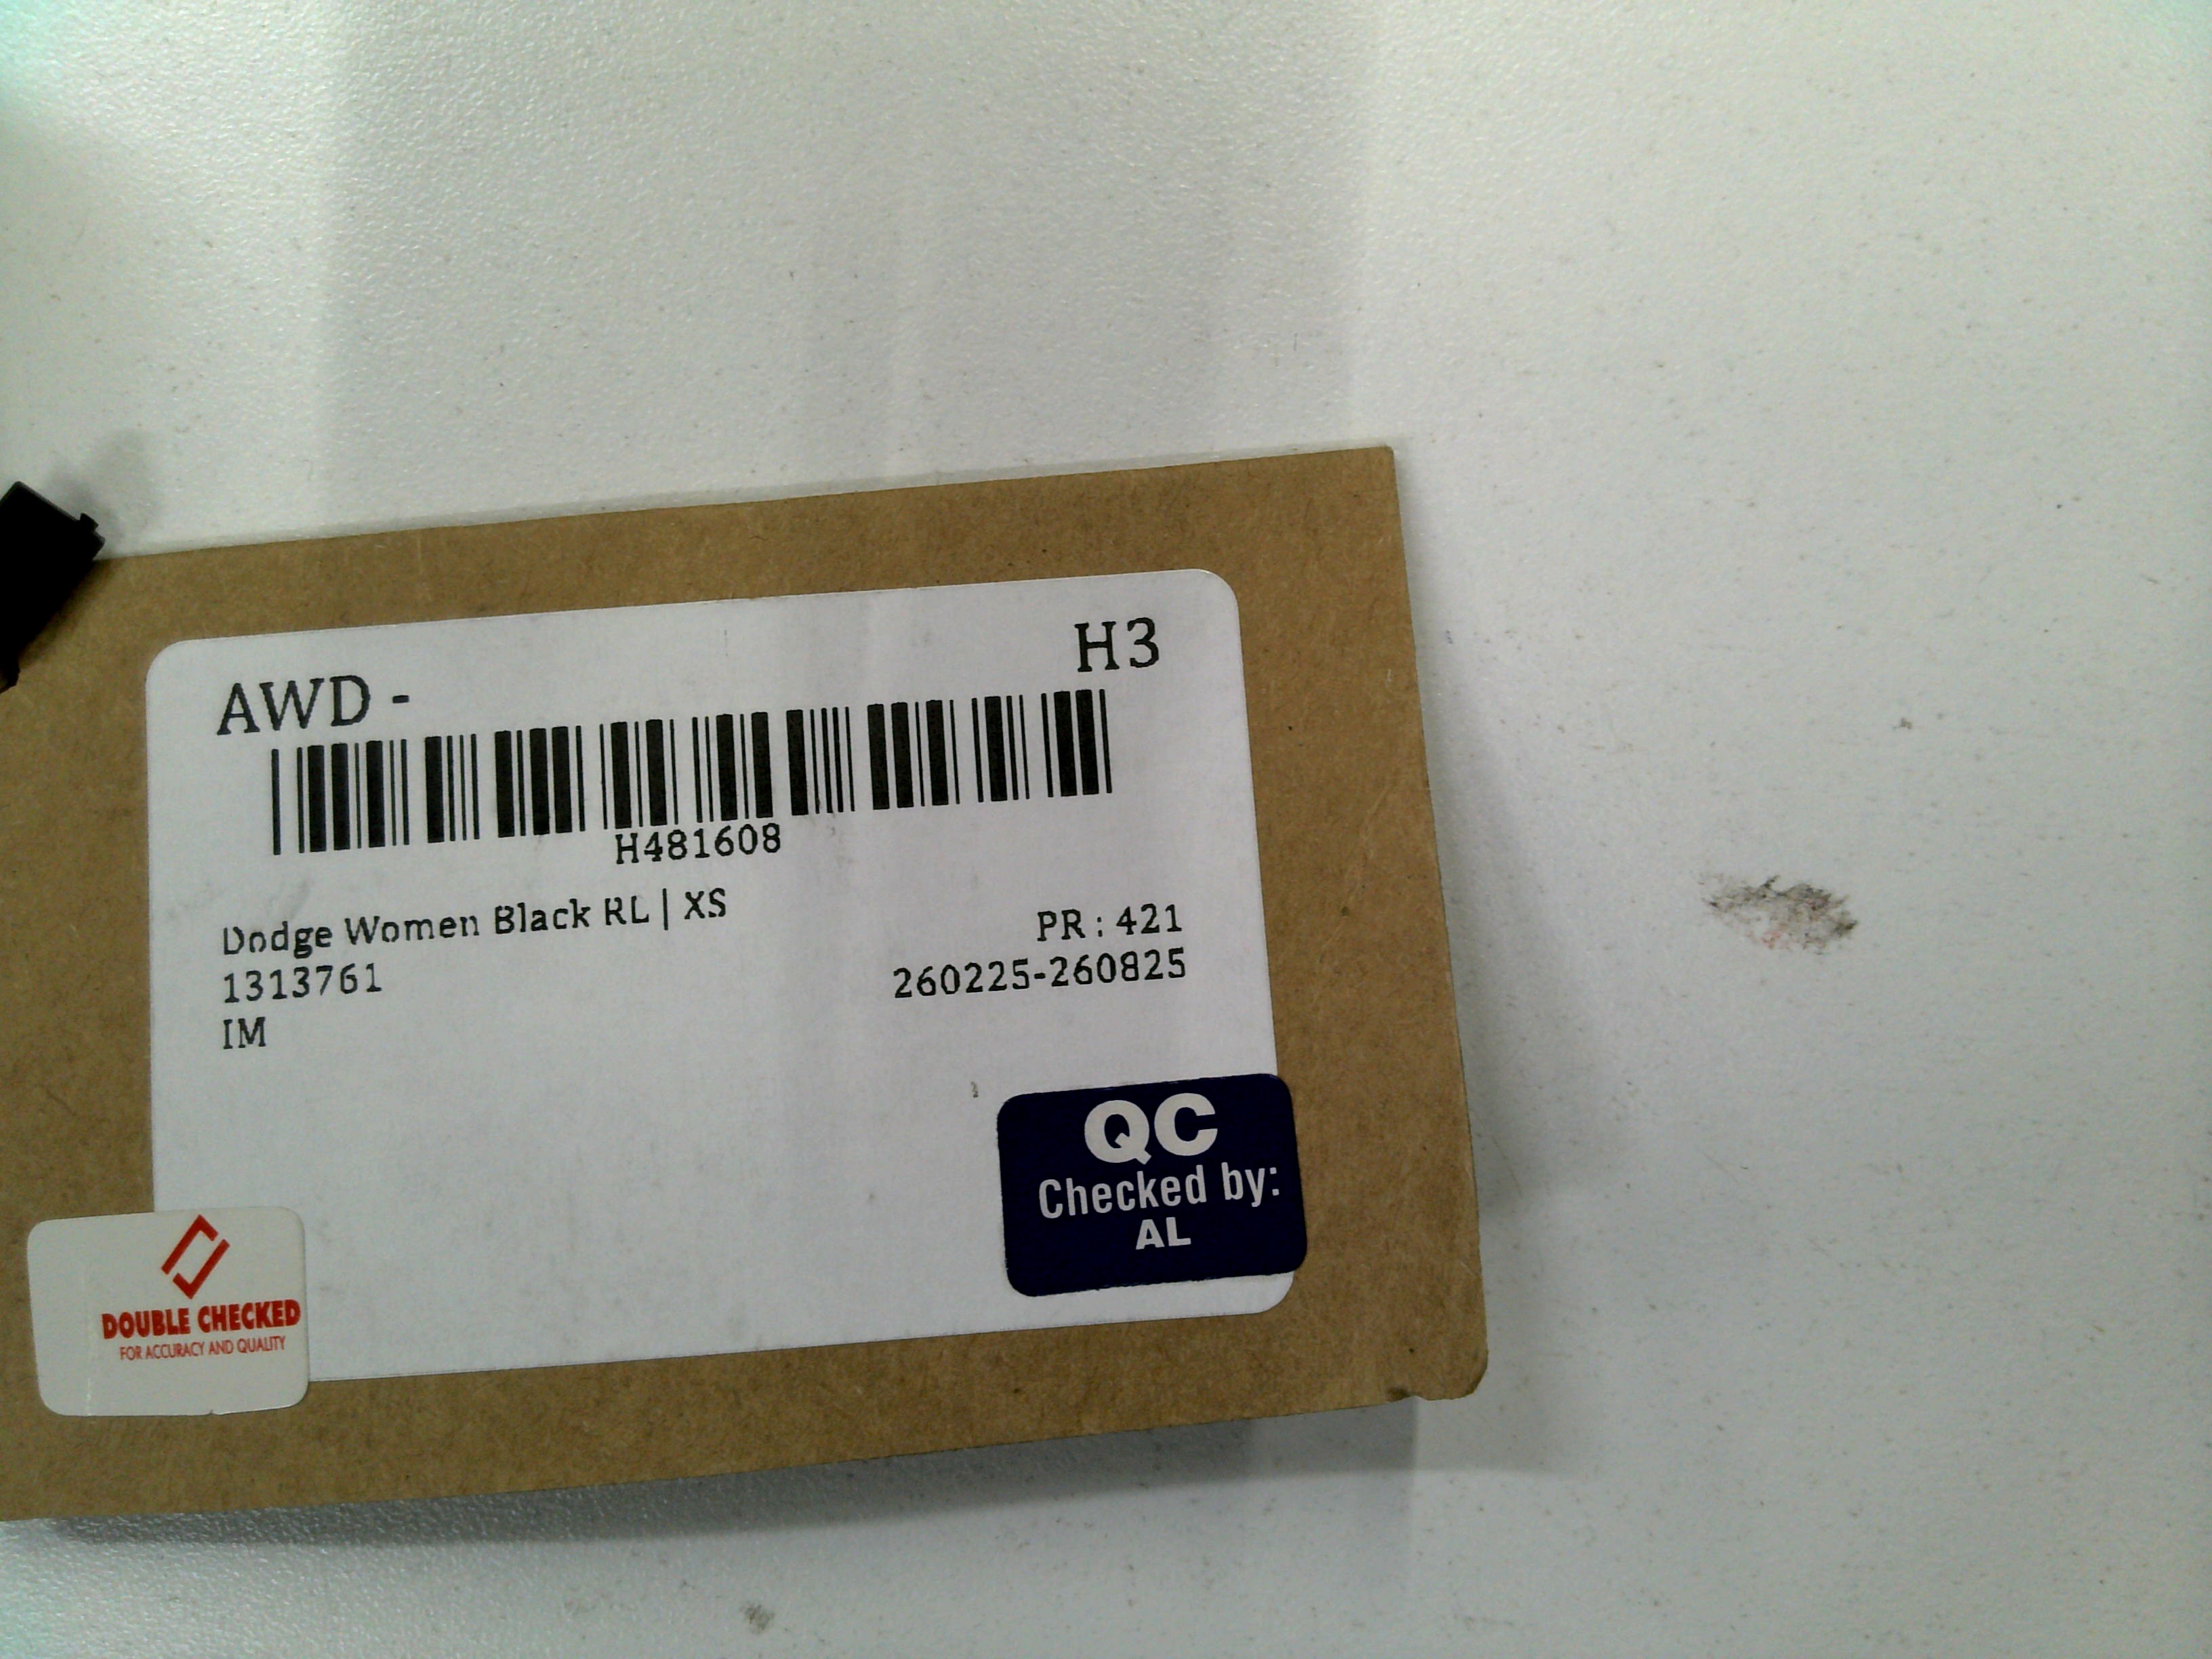 AWD -
H3
H481608
Dodge Women Black RL | XS
1313761
IM
PR : 421
260225-260825
QC
Checked by:
AL
DOUBLE CHECKED
FOR ACCURACY AND QUALITY